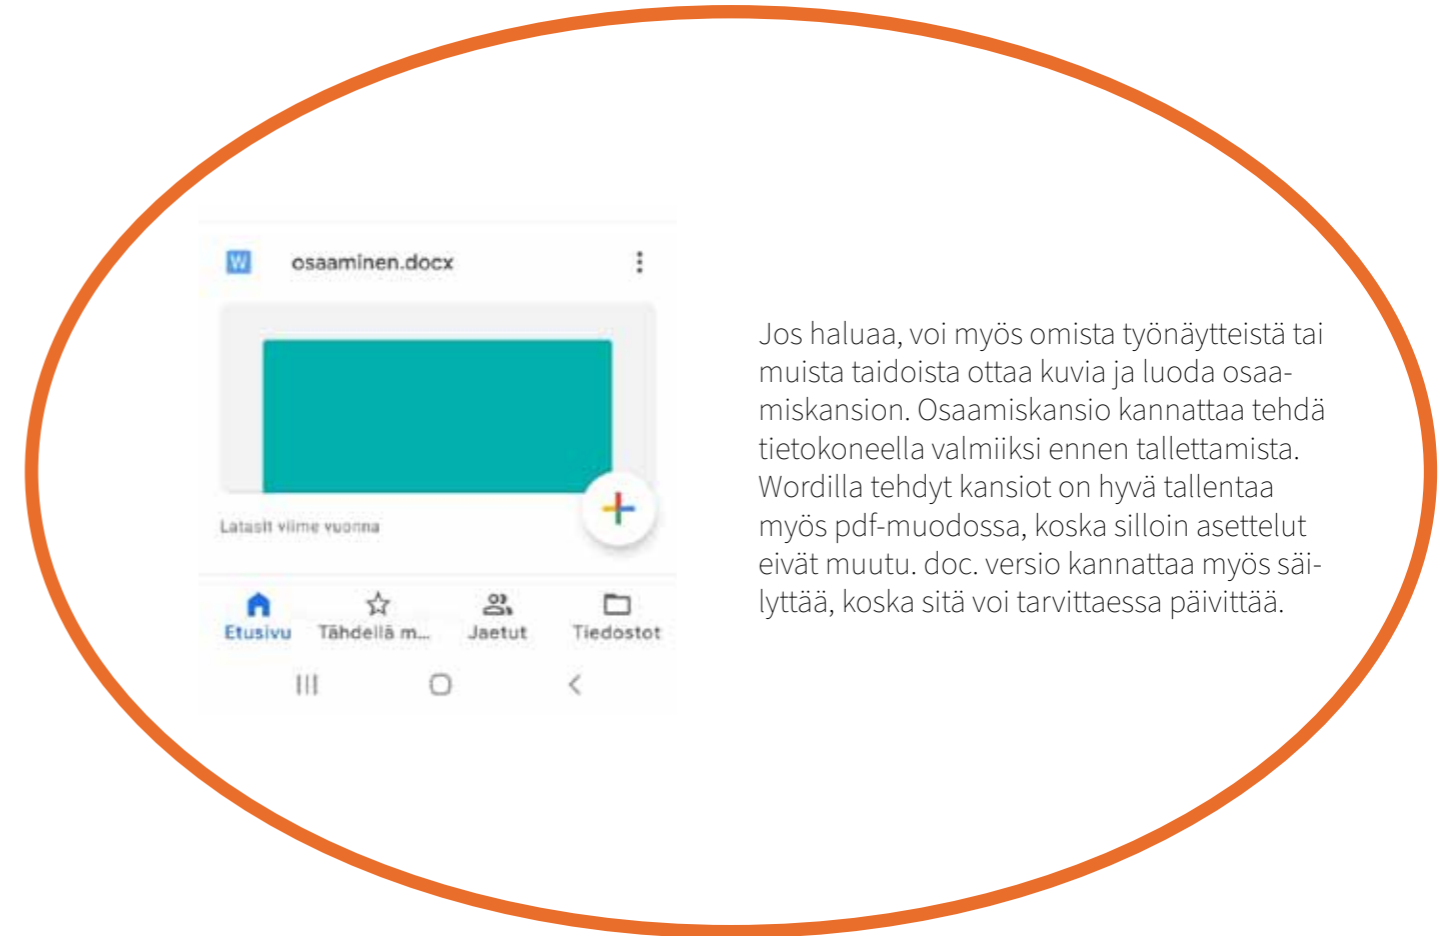 W osaaminen.docx
Latasit viime vuonna
Etusivu Tähdellä m... Jaetut Tiedostot
Jos haluaa, voi myös omista työnäytteistä tai
muista taidoista ottaa kuvia ja luoda osaa-
miskansion. Osaamiskansio kannattaa tehdä
tietokoneella valmiiksi ennen tallettamista.
Wordilla tehdyt kansiot on hyvä tallentaa
myös pdf-muodossa, koska silloin asettelut
eivät muutu. doc. versio kannattaa myös säi-
lyttää, koska sitä voi tarvittaessa päivittää.